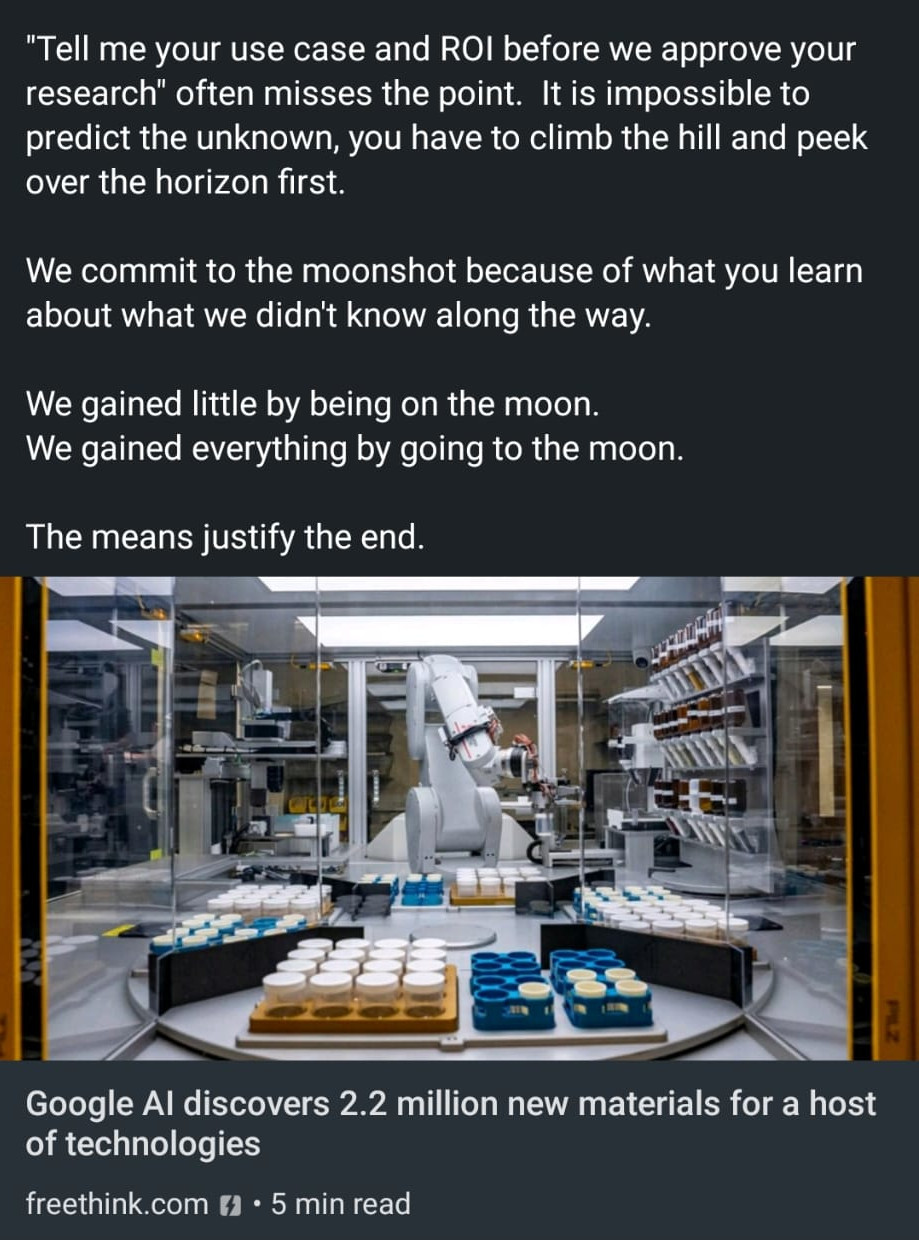 "Tell me your use case and ROI before we approve your
research" often misses the point.  It is impossible to
predict the unknown, you have to climb the hill and peek
over the horizon first.
We commit to the moonshot because of what you learn
about what we didn't know along the way.
We gained little by being on the moon.
We gained everything by going to the moon.
The means justify the end.
Google AI discovers 2.2 million new materials for a host
of technologies
freethink.com • 5 min read